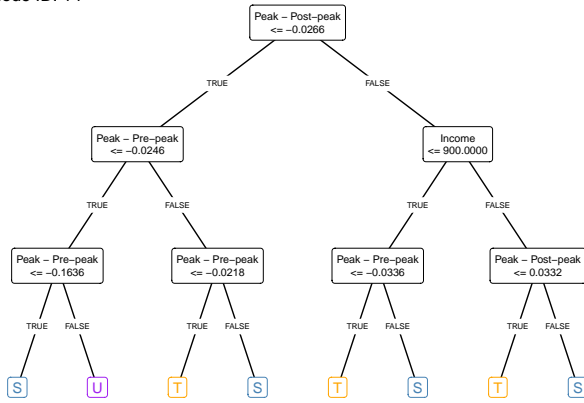 Peak − Post−peak
<= −0.0266
TRUE
FALSE
Peak − Pre−peak
<= −0.0246
Income
<= 900.0000
TRUE
FALSE
TRUE
FALSE
Peak − Pre−peak
<= −0.1636
Peak − Pre−peak
<= −0.0218
Peak − Pre−peak
<= −0.0336
Peak − Post−peak
<= 0.0332
TRUE
FALSE
TRUE
FALSE
TRUE
FALSE
TRUE
FALSE
S
U
T
S
T
S
T
S